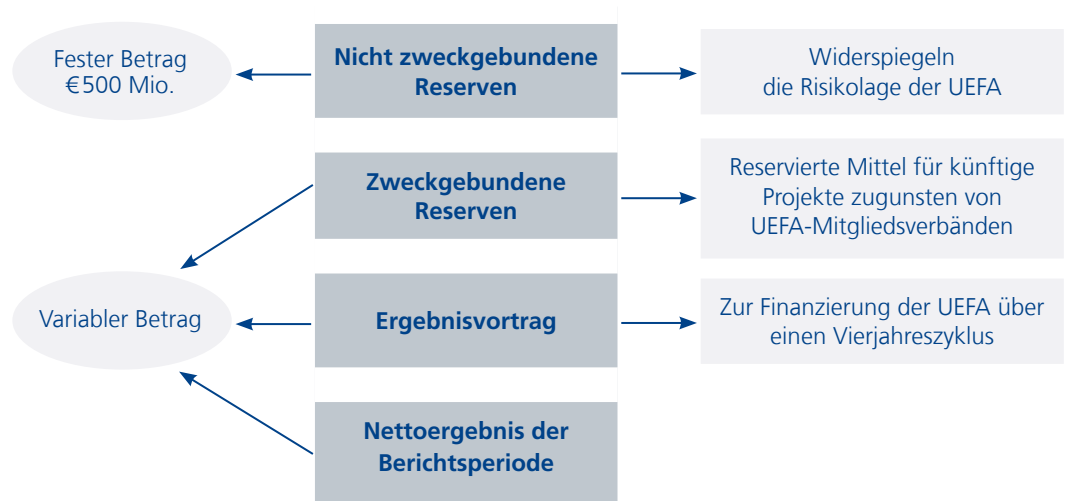 Fester Betrag
€500 Mio.
Nicht zweckgebundene
Reserven
Widerspiegeln
die Risikolage der UEFA
Zweckgebundene
Reserven
Reservierte Mittel für künftige
Projekte zugunsten von
UEFA-Mitgliedsverbänden
Variabler Betrag
Ergebnisvortrag
Zur Finanzierung der UEFA über
einen Vierjahreszyklus
Nettoergebnis der
Berichtsperiode